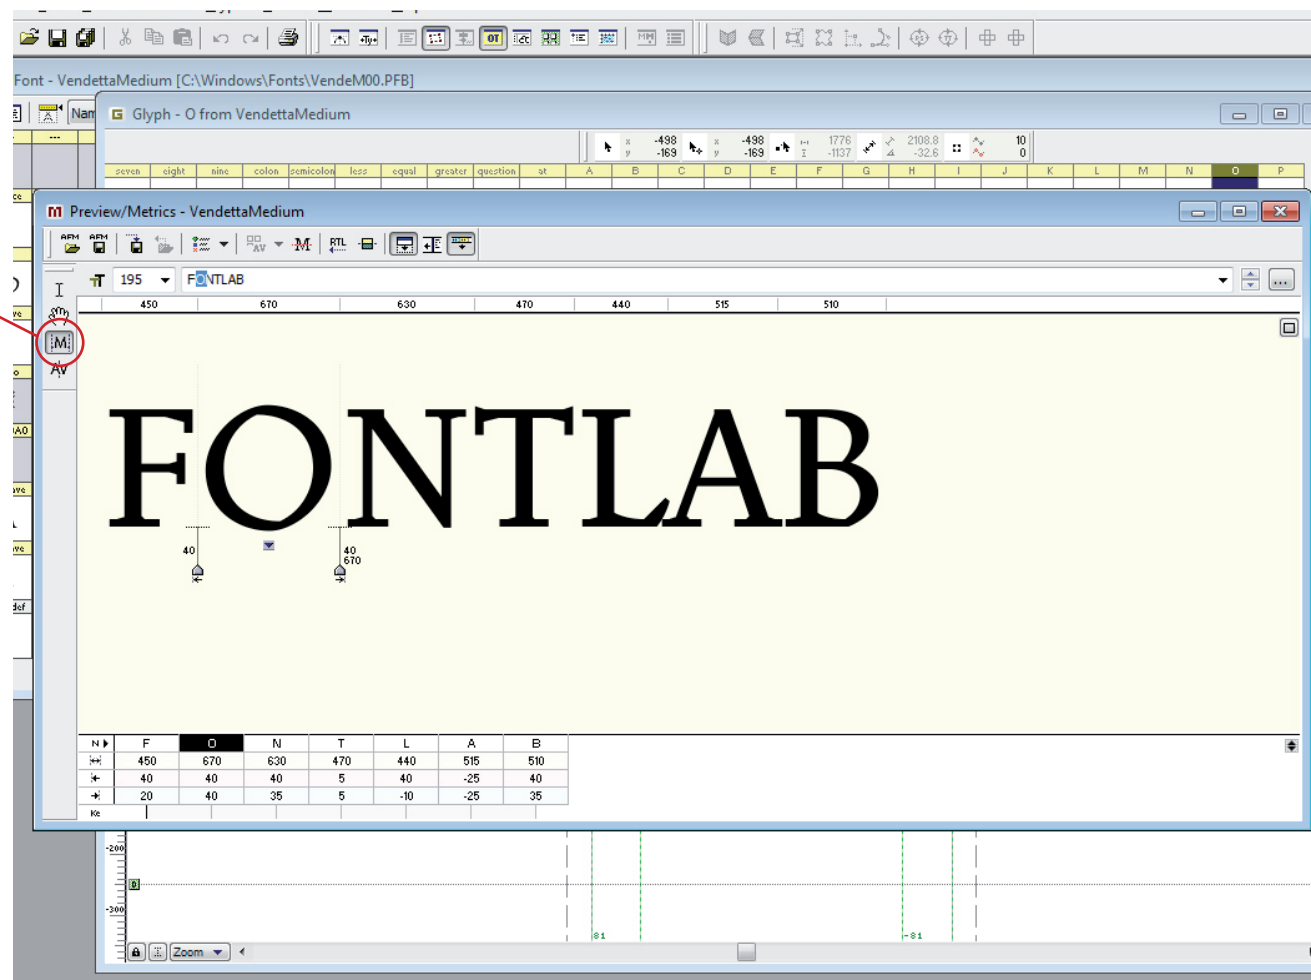 Font - VendettaMedium [C:\Windows\Fonts\VendeM00.PFB]
Nam
Glyph - O from VendettaMedium
x -498 x -498 1776 2108.8 10
y -169 y -169 -1137 -32.6 0
seven eight nine colon semicolon less equal greater question at A B C D E F G H I J K L M N O P
Preview/Metrics - VendettaMedium
AFM AFM AV M RTL
195 FONTLAB
450 670 630 470 440 515 510
M
AV
FONTLAB
40 40
670
N F O N T L A B
450 670 630 470 440 515 510
40 40 40 5 40 -25 40
20 40 35 5 -10 -25 35
Ke
-200
-300
81 -81
Zoom